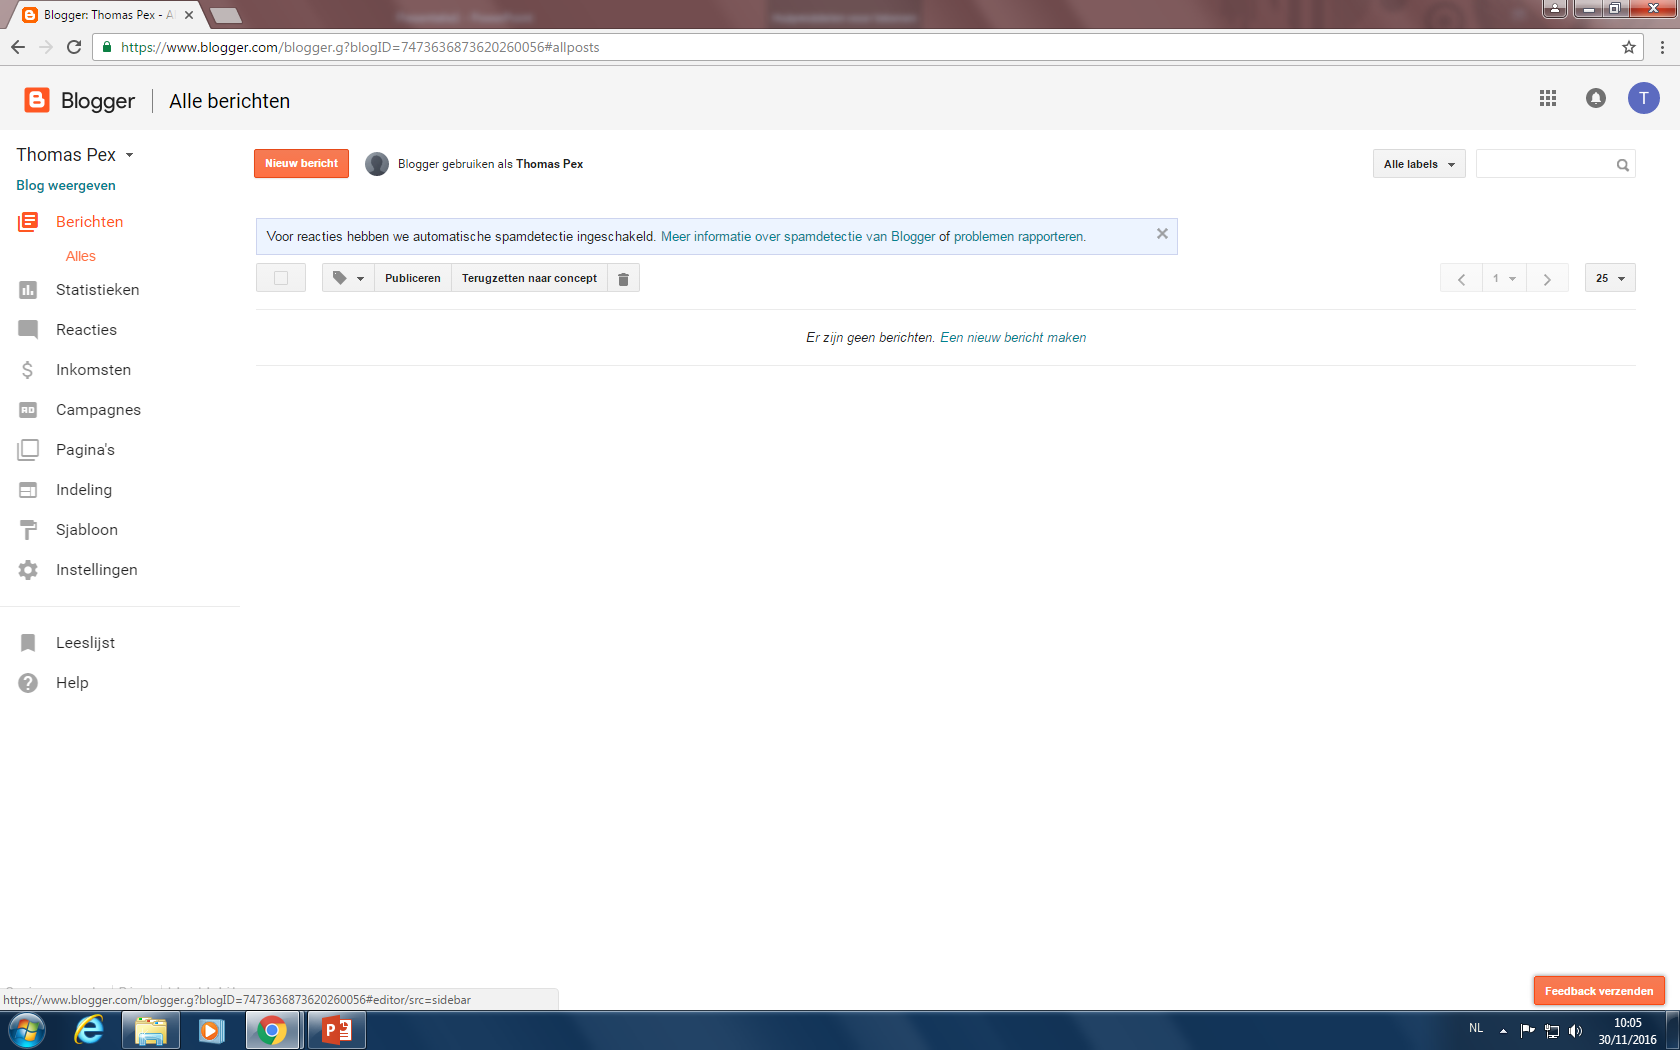 Blogger: Thomas Pex - A
https://www.blogger.com/blogger.g?blogID=7473636873620260056#allposts
Blogger
Alle berichten
T
Thomas Pex
Blog weergeven
Nieuw bericht
Blogger gebruiken als Thomas Pex
Alle labels
Berichten
Alles
Statistieken
Reacties
Inkomsten
Campagnes
Pagina's
Indeling
Sjabloon
Instellingen
Leeslijst
Help
Voor reacties hebben we automatische spamdetectie ingeschakeld. Meer informatie over spamdetectie van Blogger of problemen rapporteren.
Publiceren
Terugzetten naar concept
1
25
Er zijn geen berichten. Een nieuw bericht maken
Feedback verzenden
https://www.blogger.com/blogger.g?blogID=7473636873620260056#editor/src=sidebar
NL
10:05
30/11/2016